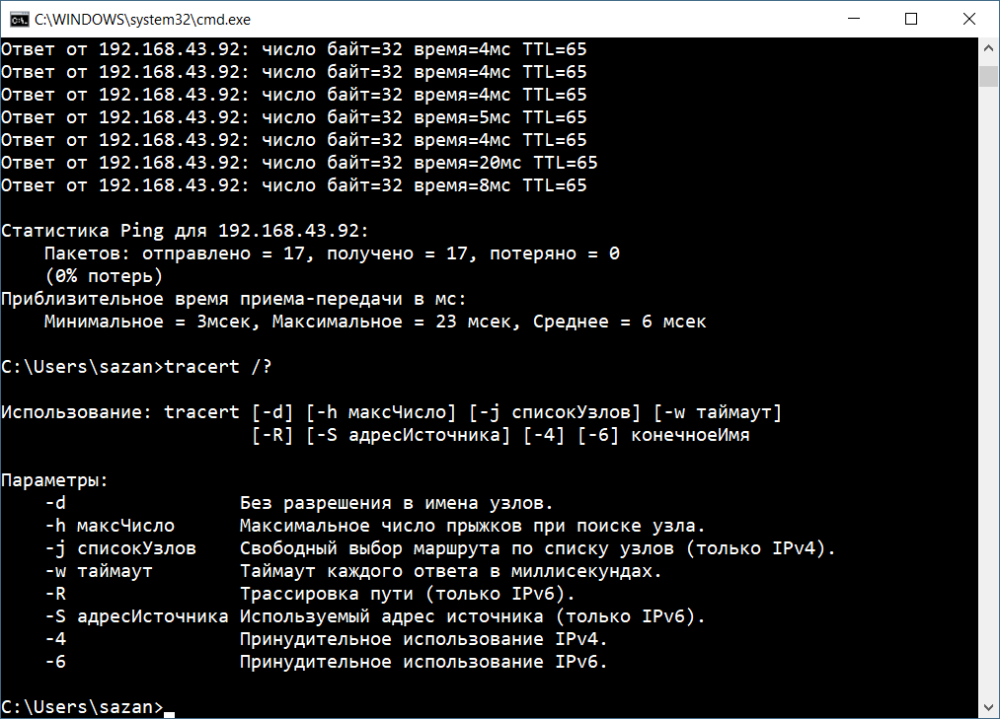 C:\WINDOWS\system32\cmd.exe
Ответ от 192.168.43.92: число байт=32 время=4мс TTL=65
Ответ от 192.168.43.92: число байт=32 время=4мс TTL=65
Ответ от 192.168.43.92: число байт=32 время=4мс TTL=65
Ответ от 192.168.43.92: число байт=32 время=5мс TTL=65
Ответ от 192.168.43.92: число байт=32 время=4мс TTL=65
Ответ от 192.168.43.92: число байт=32 время=20мс TTL=65
Ответ от 192.168.43.92: число байт=32 время=8мс TTL=65

Статистика Ping для 192.168.43.92:
    Пакетов: отправлено = 17, получено = 17, потеряно = 0
    (0% потерь)
Приблизительное время приема-передачи в мс:
    Минимальное = 3мсек, Максимальное = 23 мсек, Среднее = 6 мсек

C:\Users\sazan>tracert /?

Использование: tracert [-d] [-h максЧисло] [-j списокУзлов] [-w таймаут]
                       [-R] [-S адресИсточника] [-4] [-6] конечноеИмя

Параметры:
    -d                Без разрешения в имена узлов.
    -h максЧисло      Максимальное число прыжков при поиске узла.
    -j списокУзлов    Свободный выбор маршрута по списку узлов (только IPv4).
    -w таймаут        Таймаут каждого ответа в миллисекундах.
    -R                Трассировка пути (только IPv6).
    -S адресИсточника Используемый адрес источника (только IPv6).
    -4                Принудительное использование IPv4.
    -6                Принудительное использование IPv6.

C:\Users\sazan>